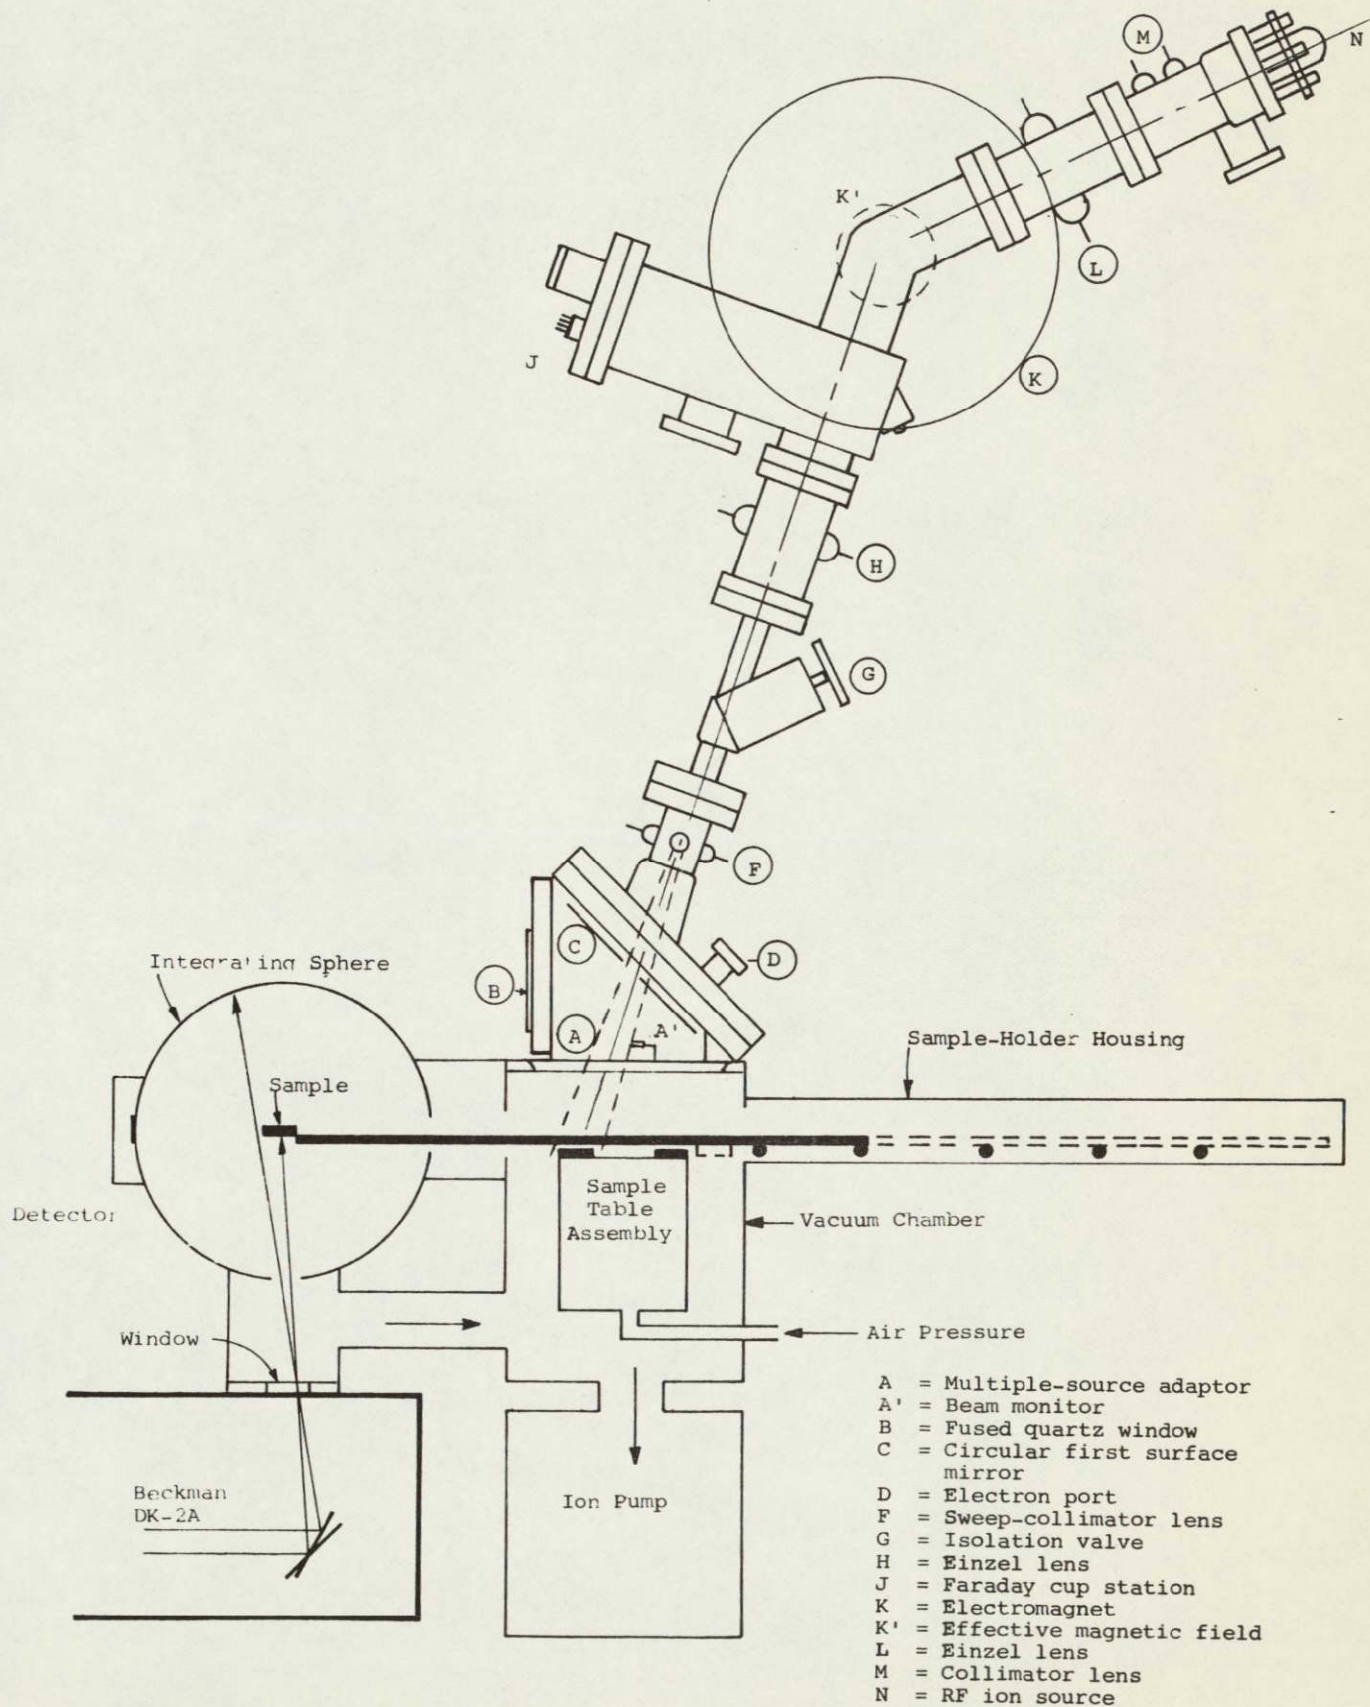 M
N
K'
L
J
K
H
G
F
C
D
B
A
A'
Integrating Sphere
Sample-Holder Housing
Sample
Sample
Table
Assembly
Detector
Vacuum Chamber
Window
Air Pressure
Beckman
DK-2A
Ion Pump
A = Multiple-source adaptor
A' = Beam monitor
B = Fused quartz window
C = Circular first surface
mirror
D = Electron port
F = Sweep-collimator lens
G = Isolation valve
H = Einzel lens
J = Faraday cup station
K = Electromagnet
K' = Effective magnetic field
L = Einzel lens
M = Collimator lens
N = RF ion source